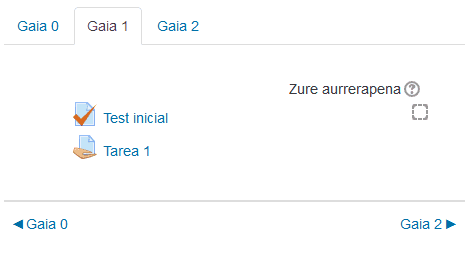 Gaia 0 Gaia 1 Gaia 2
Zure aurrerapena
Test inicial
Tarea 1
◄ Gaia 0 Gaia 2 ►